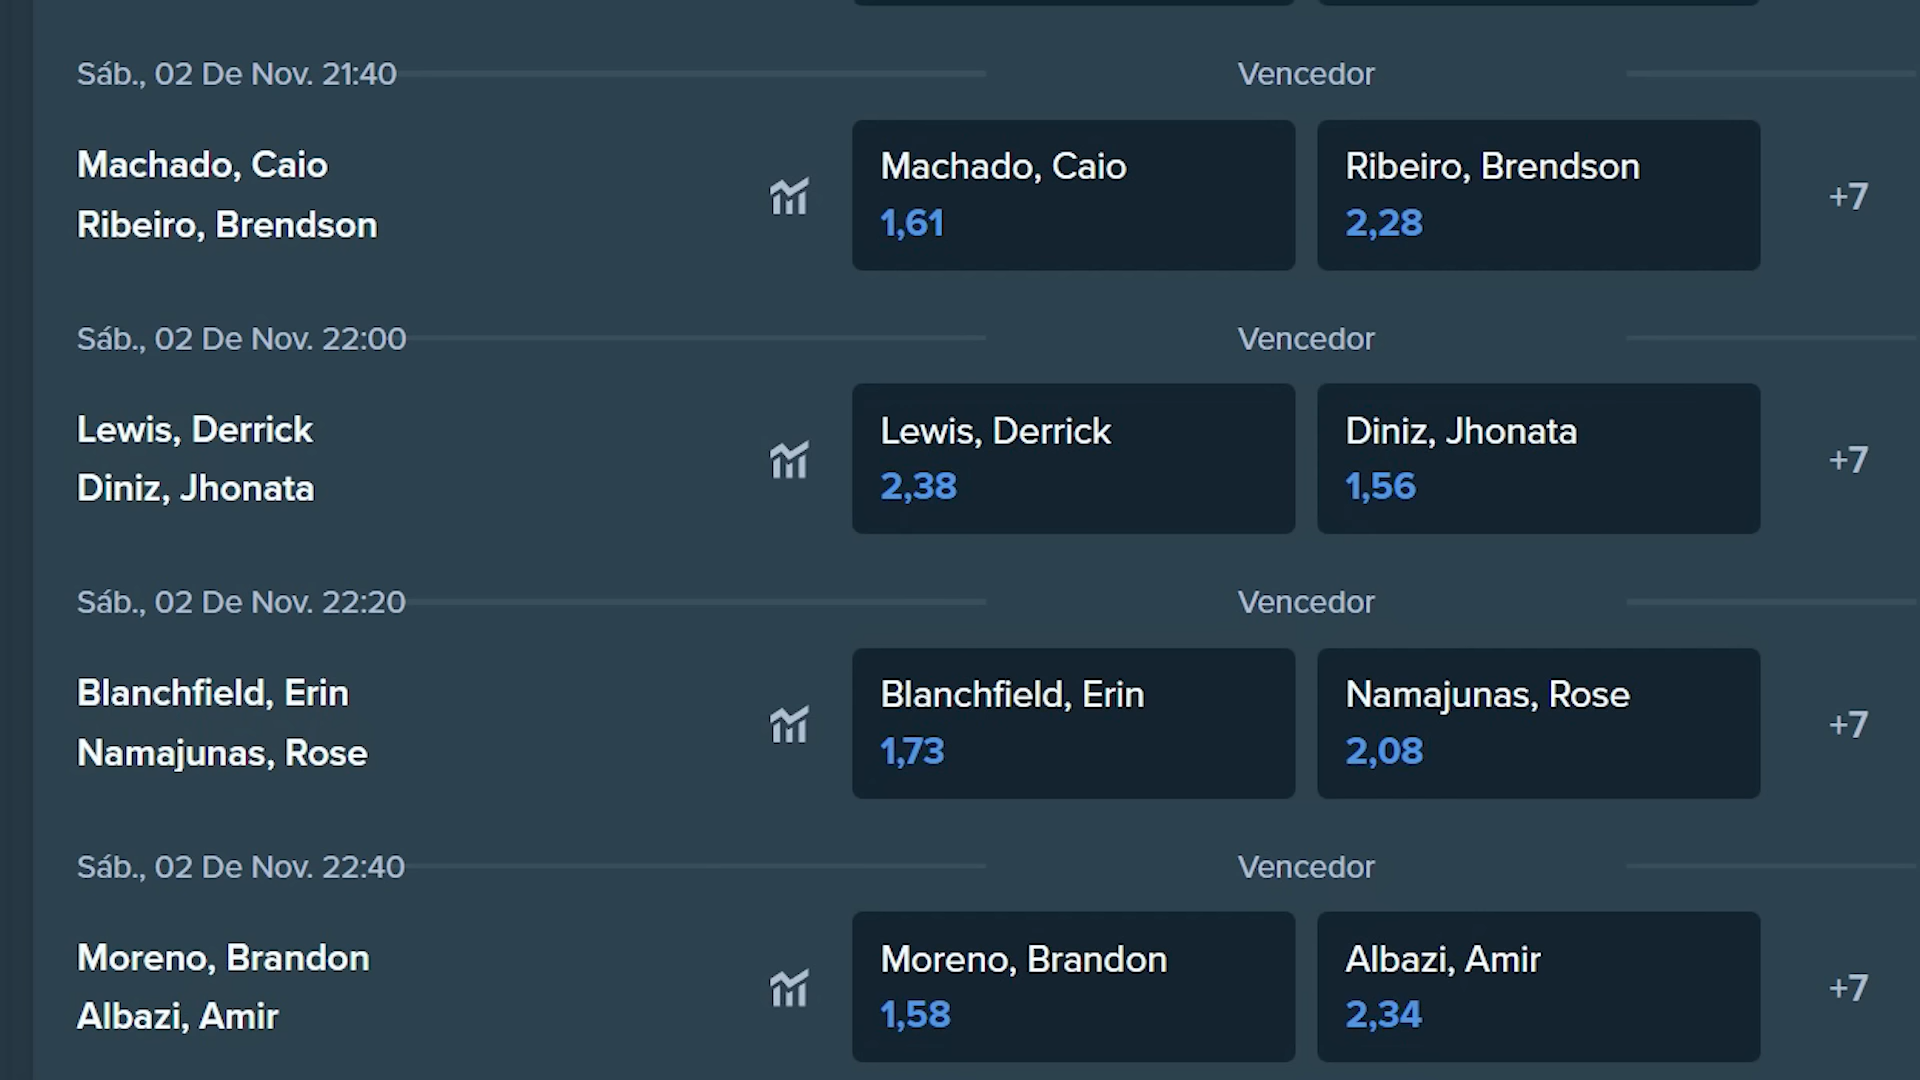 Sáb., 02 De Nov. 21:40 Vencedor
Machado, Caio
Ribeiro, Brendson
Machado, Caio
1,61
Ribeiro, Brendson
2,28
+7
Sáb., 02 De Nov. 22:00 Vencedor
Lewis, Derrick
Diniz, Jhonata
Lewis, Derrick
2,38
Diniz, Jhonata
1,56
+7
Sáb., 02 De Nov. 22:20 Vencedor
Blanchfield, Erin
Namajunas, Rose
Blanchfield, Erin
1,73
Namajunas, Rose
2,08
+7
Sáb., 02 De Nov. 22:40 Vencedor
Moreno, Brandon
Albazi, Amir
Moreno, Brandon
1,58
Albazi, Amir
2,34
+7